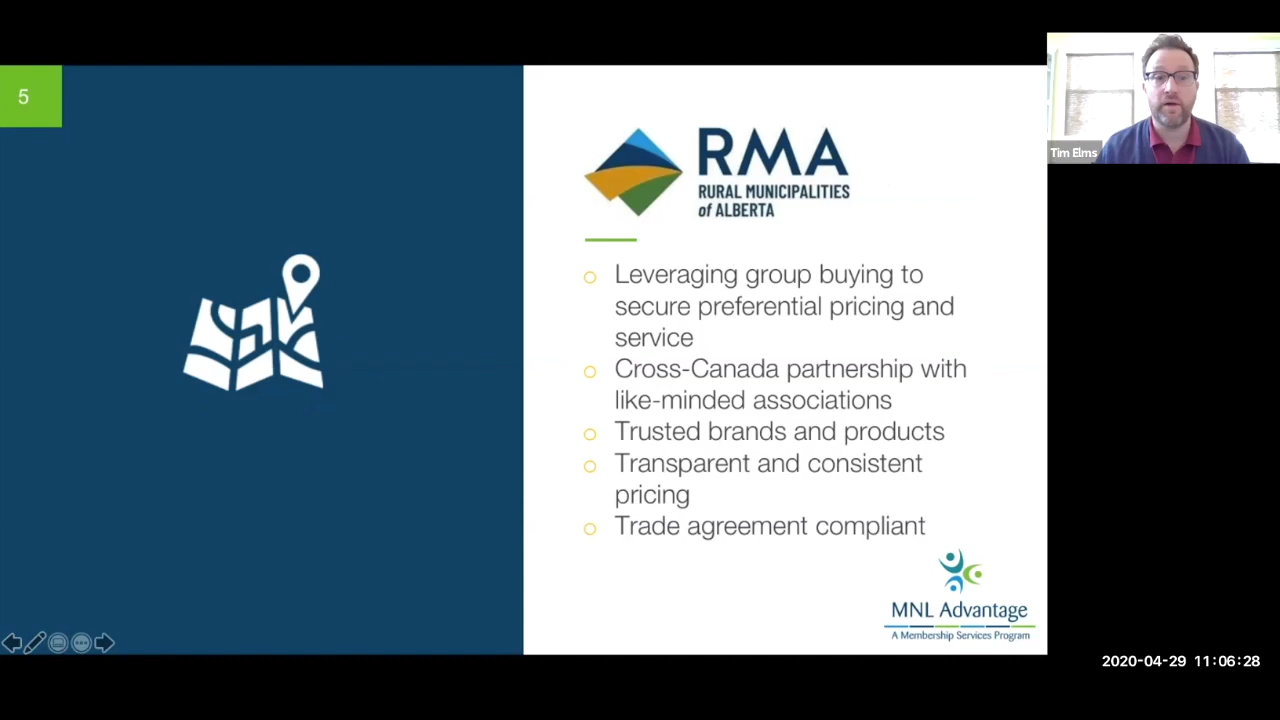 5
RMA
RURAL MUNICIPALITIES
of ALBERTA
Leveraging group buying to
secure preferential pricing and
service
Cross-Canada partnership with
like-minded associations
Trusted brands and products
Transparent and consistent
pricing
Trade agreement compliant
MNL Advantage
A Membership Services Program
Tim Elms
2020-04-29 11:06:28